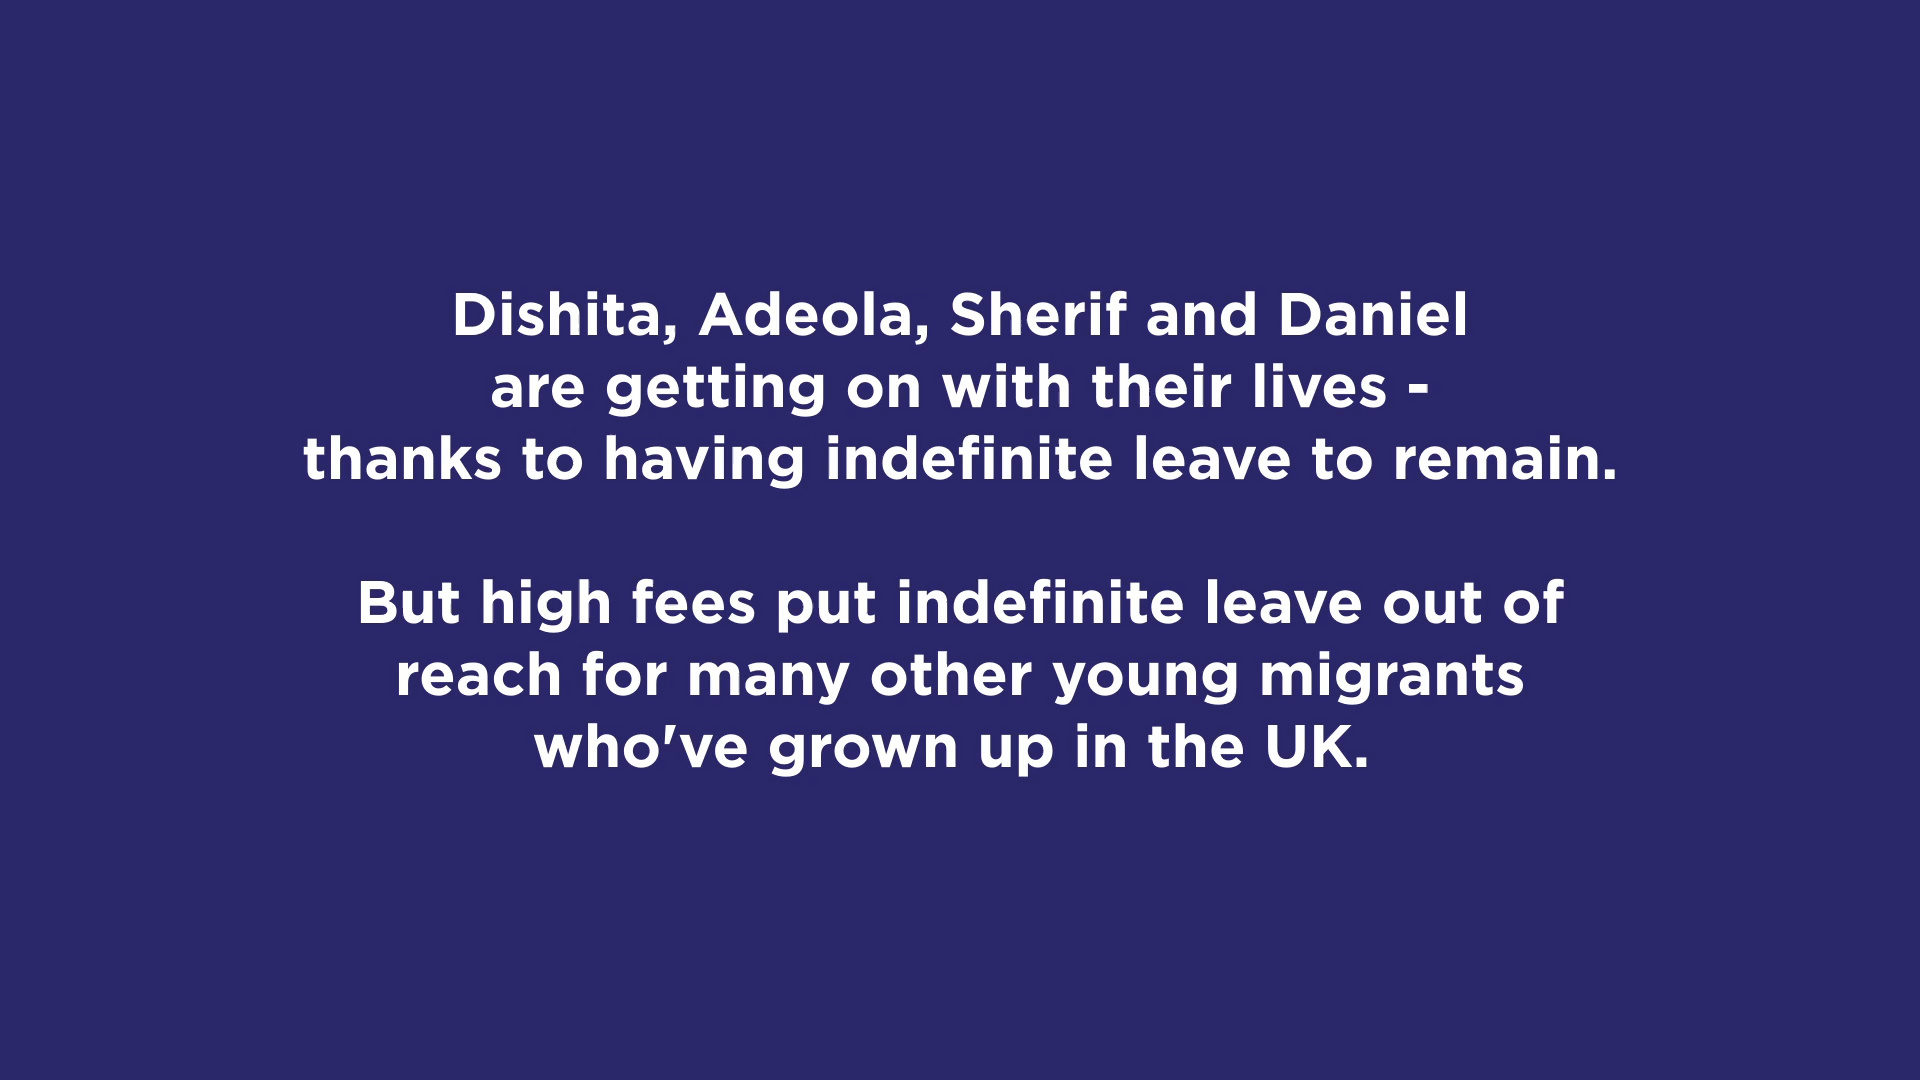 Dishita, Adeola, Sherif and Daniel
are getting on with their lives -
thanks to having indefinite leave to remain.
But high fees put indefinite leave out of
reach for many other young migrants
who've grown up in the UK.